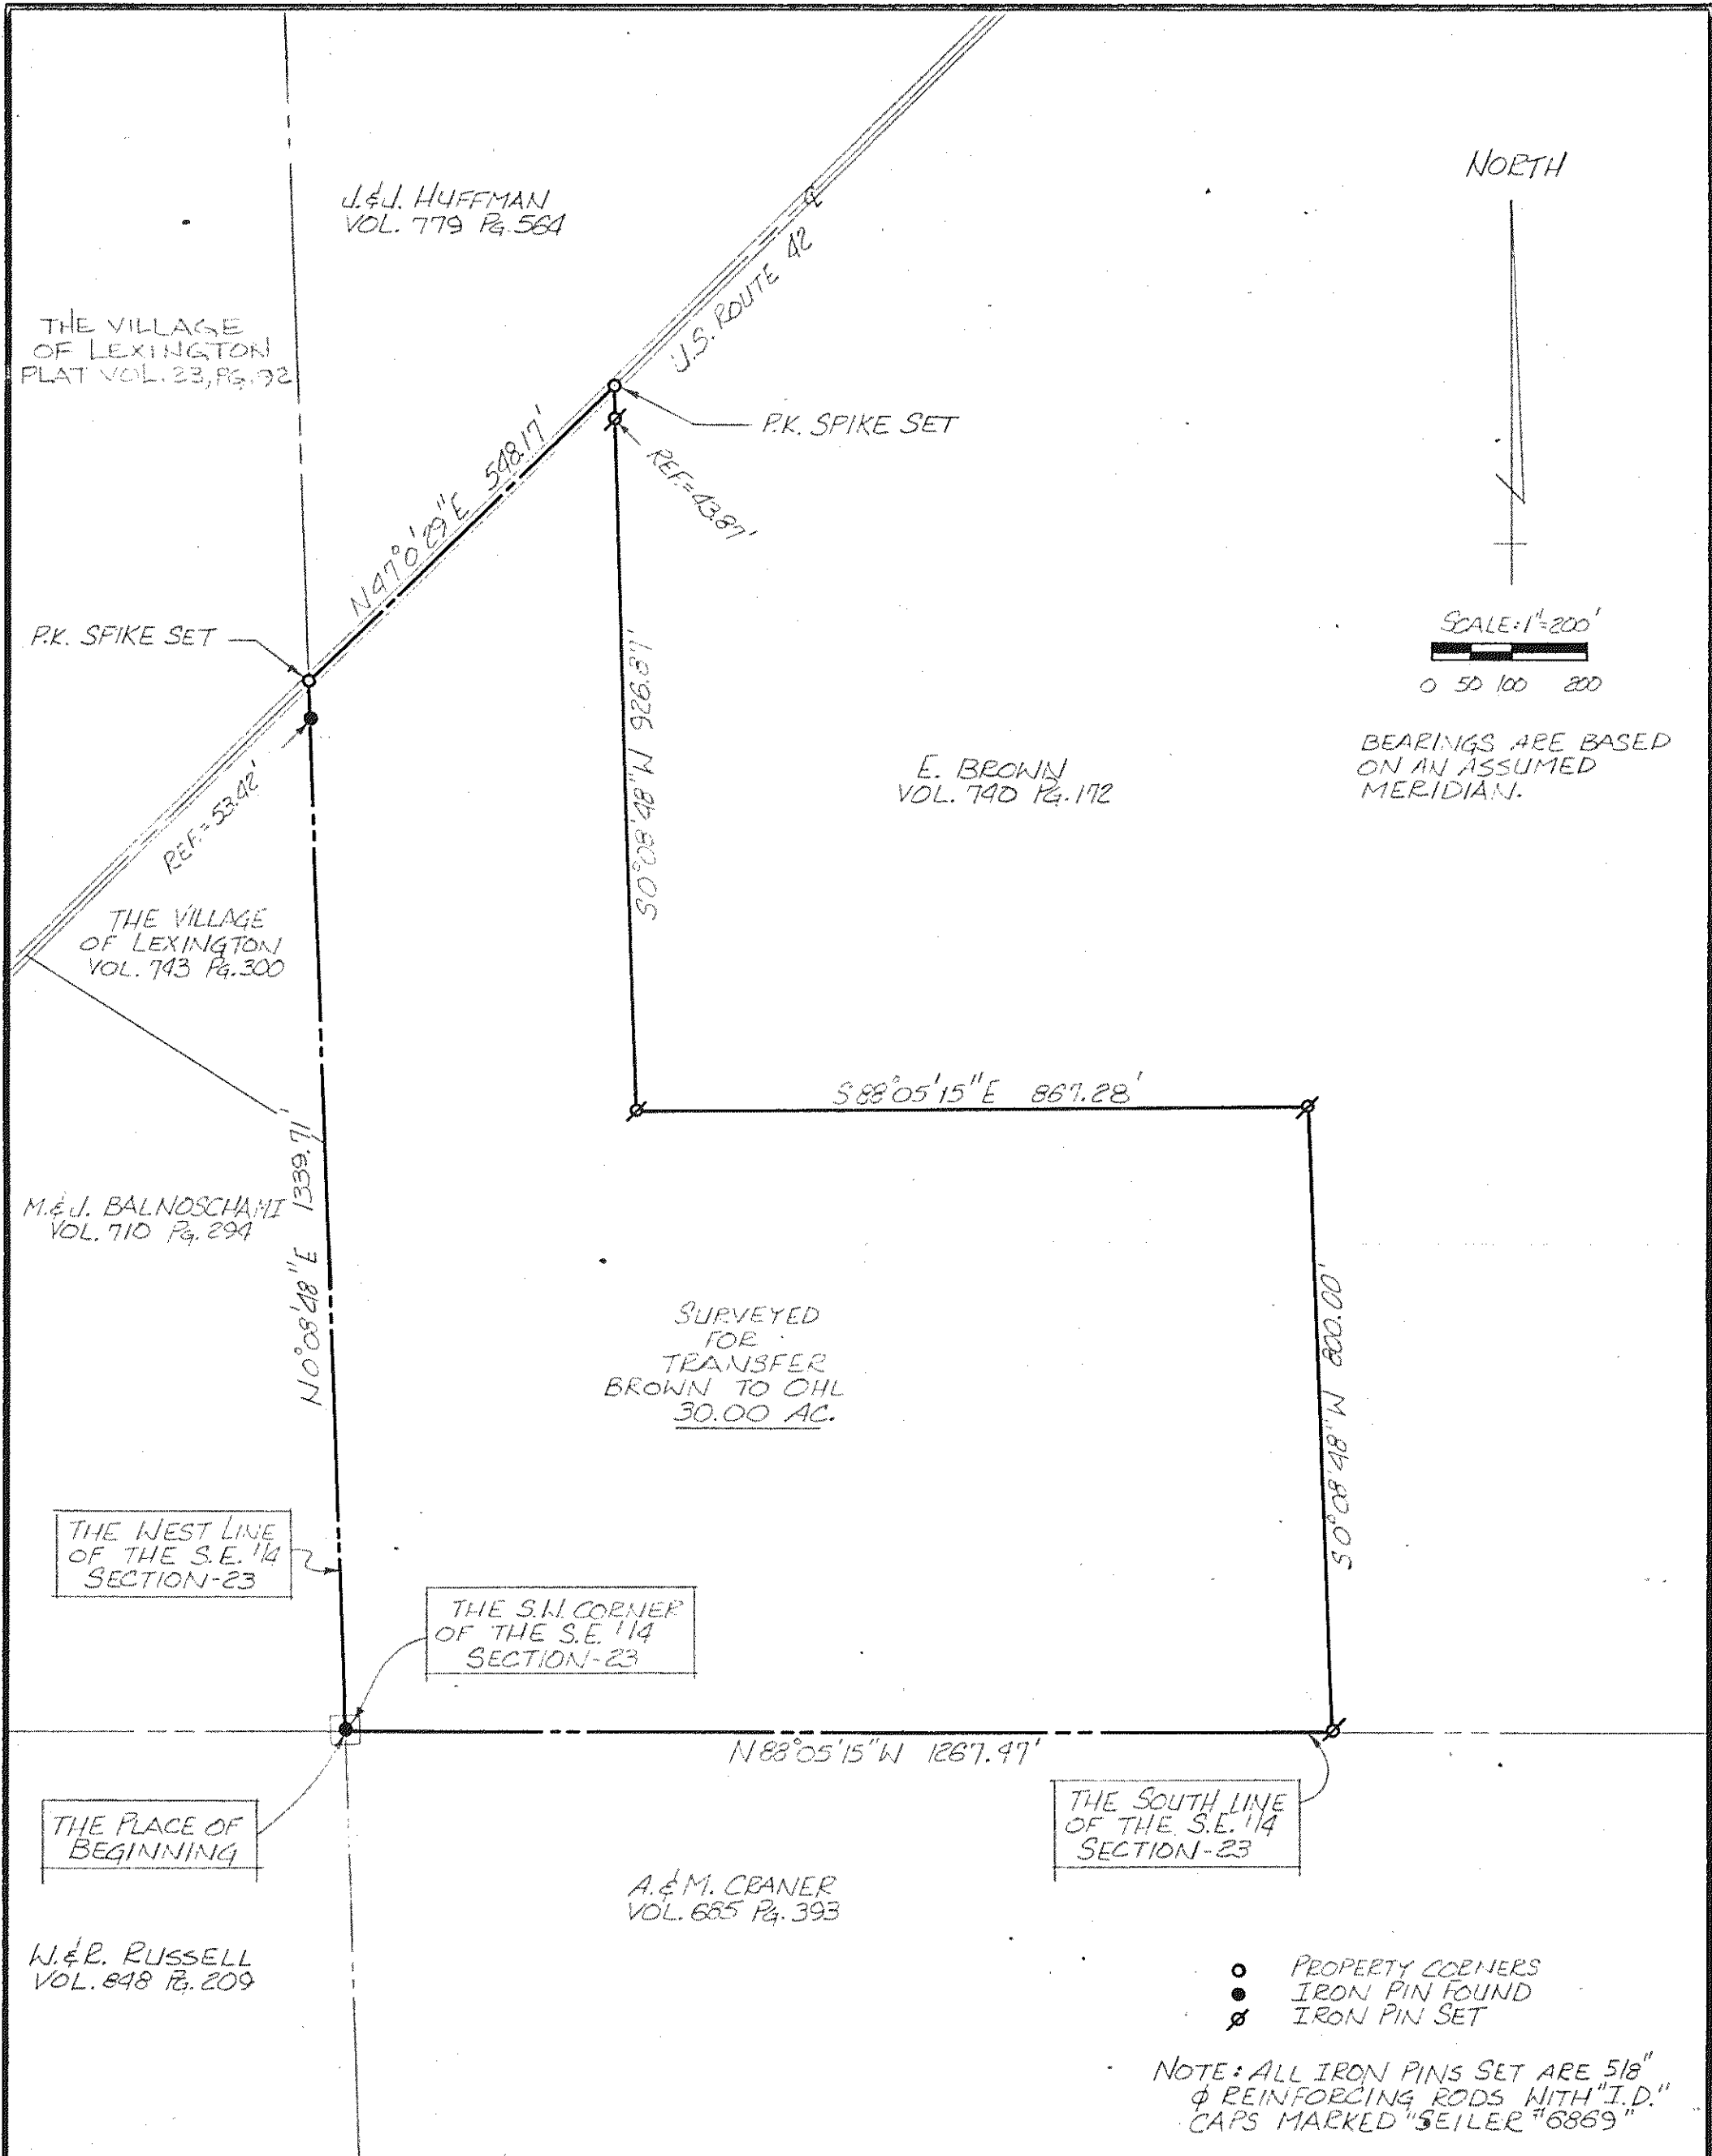 J.&J. HUFFMAN
VOL. 779 PG. 564
NORTH
THE VILLAGE
OF LEXINGTON
PLAT VOL. 23, PG. 92
U.S. ROUTE 42
P.K. SPIKE SET
REF.=43.87'
N47°0'29"E 548.17'
P.K. SPIKE SET
REF.=53.42'
SCALE: 1"=200'
0 50 100 200
BEARINGS ARE BASED
ON AN ASSUMED
MERIDIAN.
S0°08'48"W 926.81'
E. BROWN
VOL. 740 PG. 172
THE VILLAGE
OF LEXINGTON
VOL. 743 PG. 300
S88°05'15"E 867.28'
N0°08'48"E 1339.71'
M.&J. BALNOSCHAMI
VOL. 710 PG. 294
SURVEYED
FOR
TRANSFER
BROWN TO OHL
30.00 AC.
S0°08'48"W 800.00'
THE WEST LINE
OF THE S.E. 1/4
SECTION-23
THE S.W. CORNER
OF THE S.E. 1/4
SECTION-23
N88°05'15"W 1267.47'
THE PLACE OF
BEGINNING
THE SOUTH LINE
OF THE S.E. 1/4
SECTION-23
A.&M. CRANER
VOL. 685 PG. 393
W.&R. RUSSELL
VOL. 848 PG. 209
PROPERTY CORNERS
IRON PIN FOUND
IRON PIN SET
NOTE: ALL IRON PINS SET ARE 5/8"
φ REINFORCING RODS WITH "I.D."
CAPS MARKED "SEILER #6869"